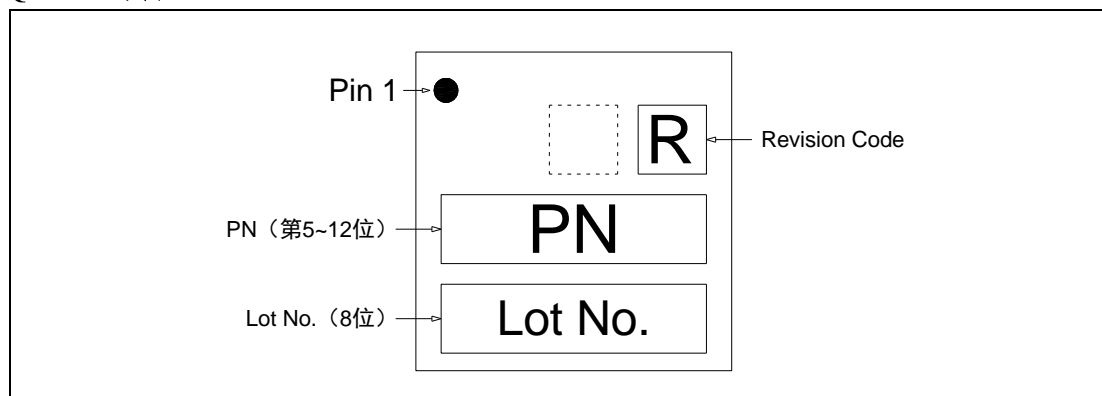 Pin 1
R
Revision Code
PN（第5~12位）
PN
Lot No.（8位）
Lot No.